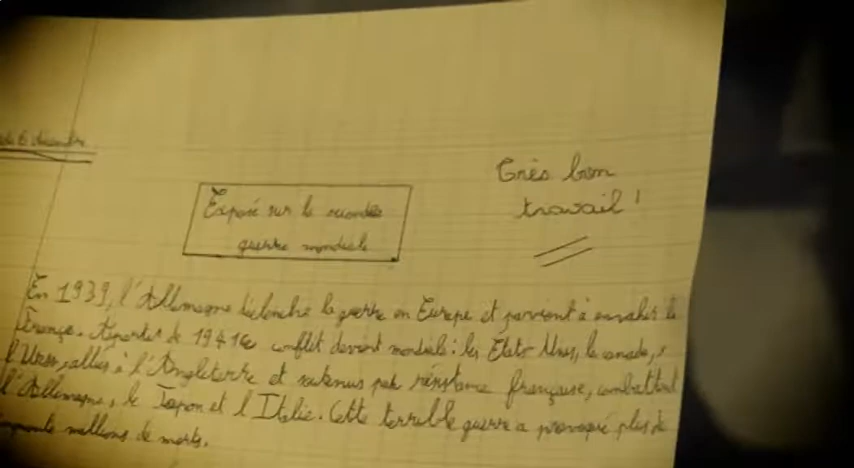 6 décembre
Très bon
travail !
Exposé sur la seconde
guerre mondiale
En 1939, l'Allemagne déclenche la guerre en Europe et parvient à envahir la
France. Apartir de 1941 le conflit devient mondiale : les Etats Unis, le canada,
l'Urss, alliés à l'Angleterre et soutenus par résistance française, combattent
l'Allemagne, le Japon et l'Italie. Cette terrible guerre a provoqué plus de
millions de morts.